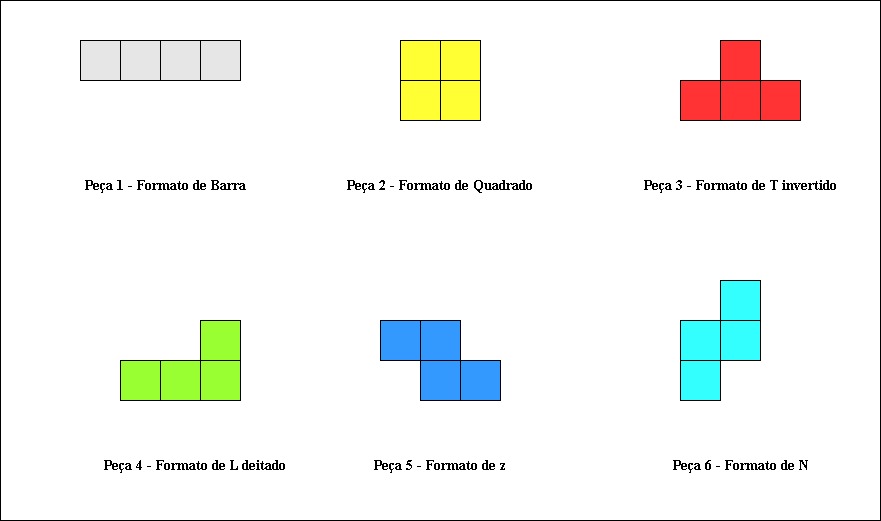 Peça 1 - Formato de Barra
Peça 2 - Formato de Quadrado
Peça 3 - Formato de T invertido
Peça 4 - Formato de L deitado
Peça 5 - Formato de z
Peça 6 - Formato de N